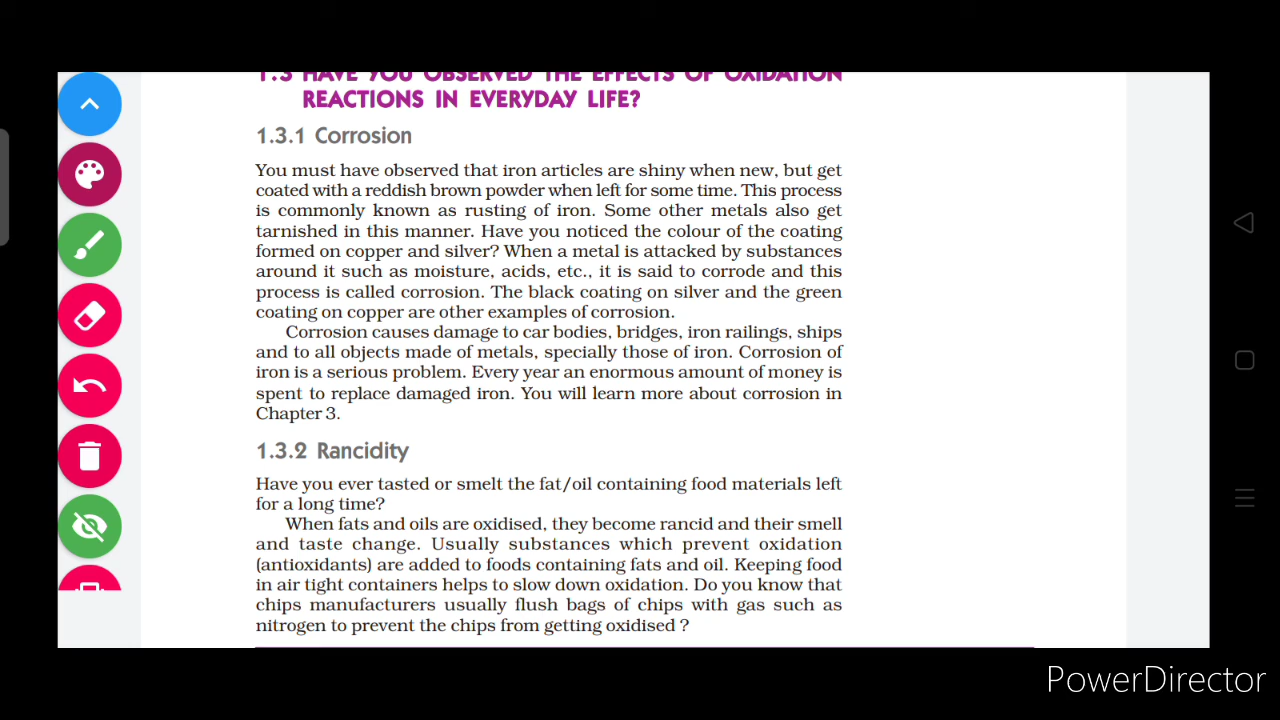 1.3 HAVE YOU OBSERVED THE EFFECTS OF OXIDATION
REACTIONS IN EVERYDAY LIFE?
1.3.1 Corrosion
You must have observed that iron articles are shiny when new, but get
coated with a reddish brown powder when left for some time. This process
is commonly known as rusting of iron. Some other metals also get
tarnished in this manner. Have you noticed the colour of the coating
formed on copper and silver? When a metal is attacked by substances
around it such as moisture, acids, etc., it is said to corrode and this
process is called corrosion. The black coating on silver and the green
coating on copper are other examples of corrosion.
Corrosion causes damage to car bodies, bridges, iron railings, ships
and to all objects made of metals, specially those of iron. Corrosion of
iron is a serious problem. Every year an enormous amount of money is
spent to replace damaged iron. You will learn more about corrosion in
Chapter 3.
1.3.2 Rancidity
Have you ever tasted or smelt the fat/oil containing food materials left
for a long time?
When fats and oils are oxidised, they become rancid and their smell
and taste change. Usually substances which prevent oxidation
(antioxidants) are added to foods containing fats and oil. Keeping food
in air tight containers helps to slow down oxidation. Do you know that
chips manufacturers usually flush bags of chips with gas such as
nitrogen to prevent the chips from getting oxidised ?
PowerDirector